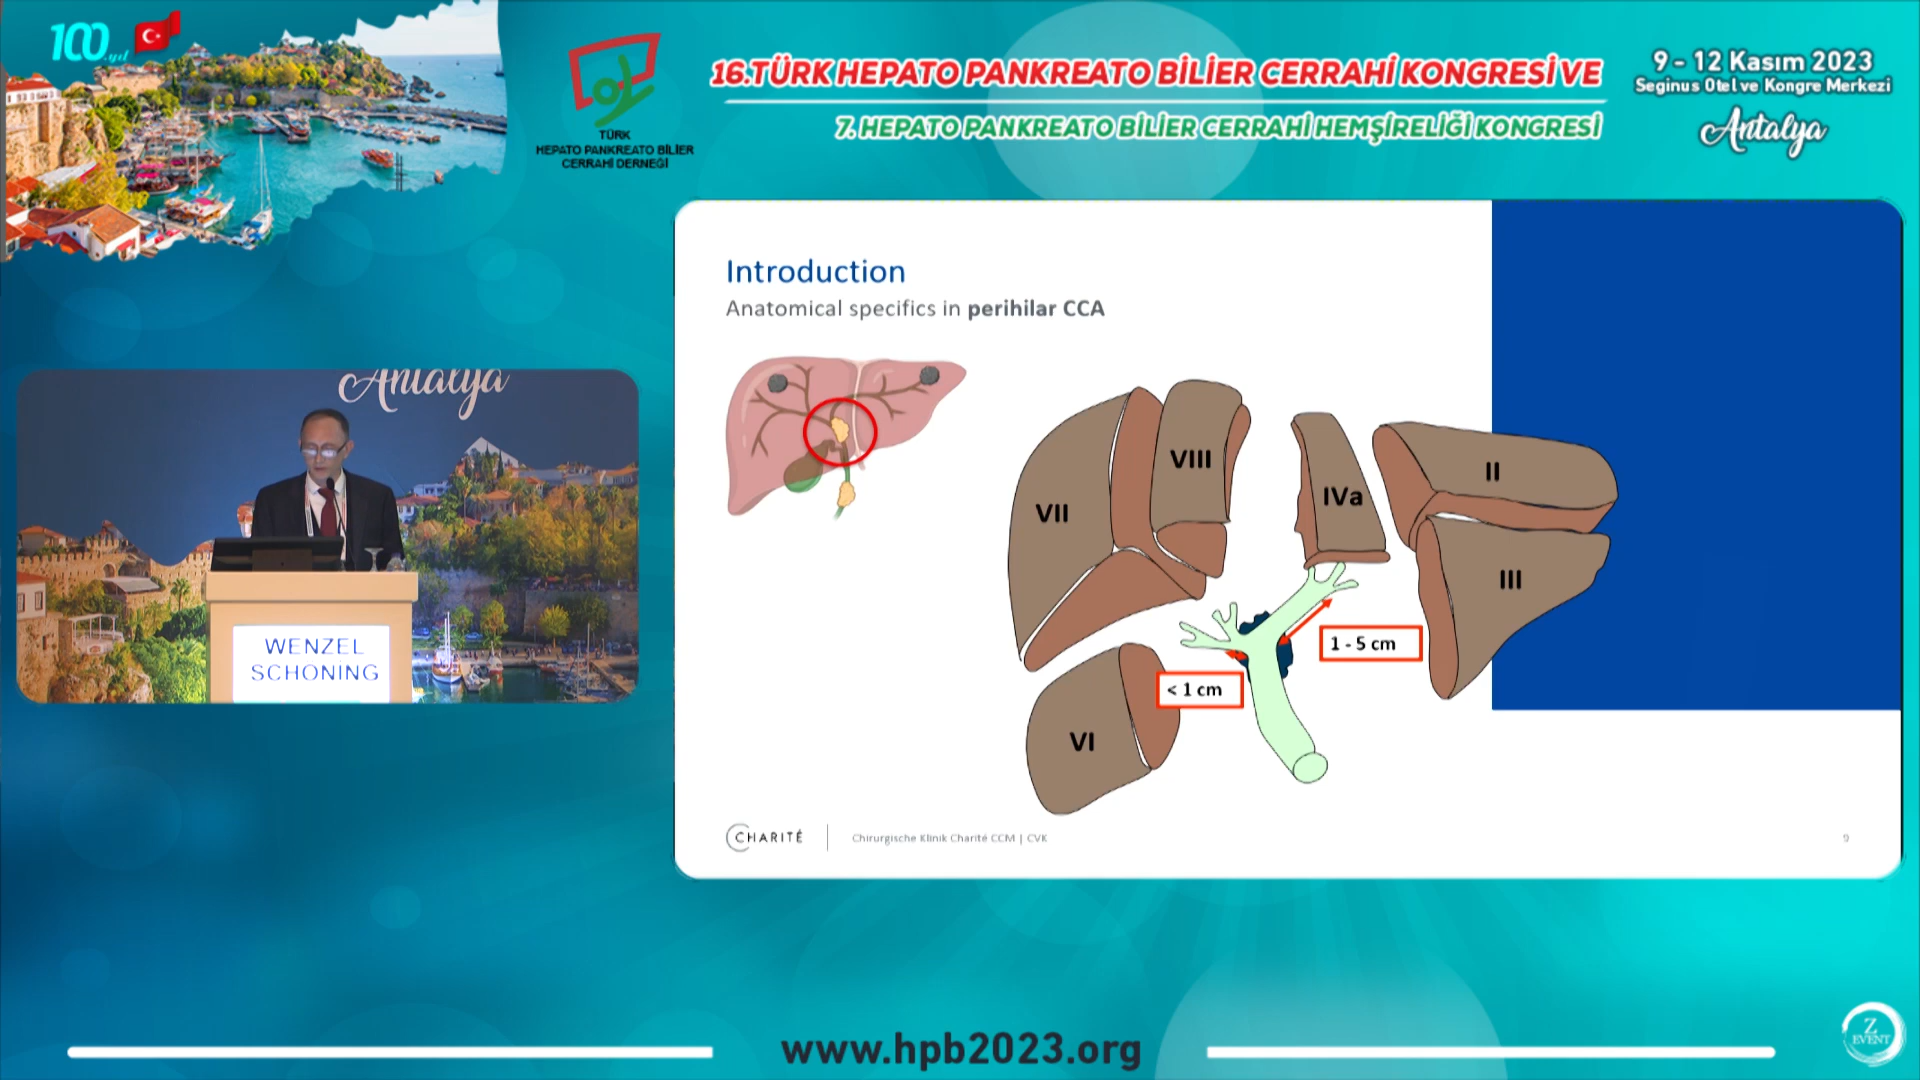 100.yıl
TÜRK
HEPATO PANKREATO BİLİER
CERRAHİ DERNEĞİ
16.TÜRK HEPATO PANKREATO BİLİER CERRAHİ KONGRESİ VE
7. HEPATO PANKREATO BİLİER CERRAHİ HEMŞİRELİĞİ KONGRESİ
9 - 12 Kasım 2023
Seginus Otel ve Kongre Merkezi
Antalya
Antalya
WENZEL
SCHONING
Introduction
Anatomical specifics in perihilar CCA
VII
VIII
IVa
II
III
VI
1 - 5 cm
< 1 cm
CHARITÉ
Chirurgische Klinik Charité CCM | CVK
9
www.hpb2023.org
Z
EVENT